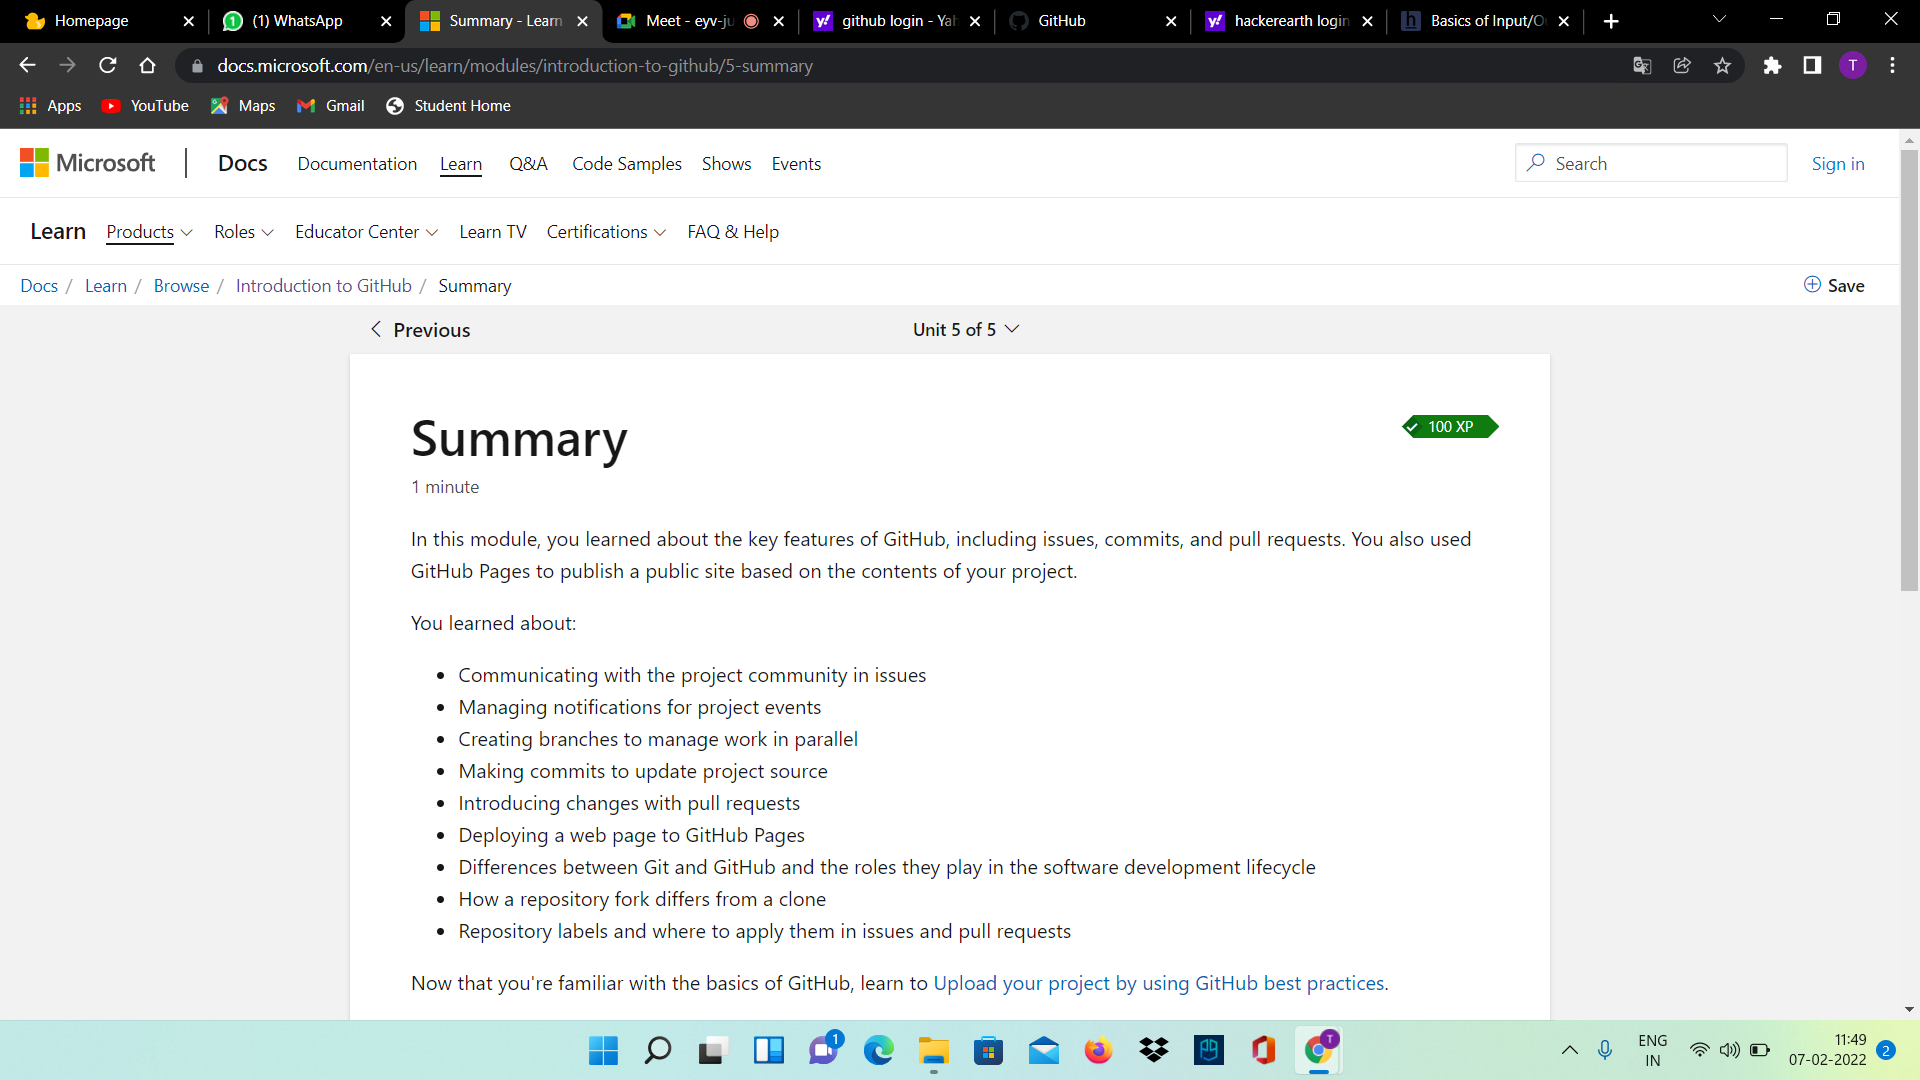 Homepage
(1) WhatsApp
Summary - Learn
Meet - eyv-ju
github login - Yah
GitHub
hackerearth login
Basics of Input/O
docs.microsoft.com/en-us/learn/modules/introduction-to-github/5-summary
T
Apps
YouTube
Maps
Gmail
Student Home
Microsoft
Docs
Documentation
Learn
Q&A
Code Samples
Shows
Events
Search
Sign in
Learn
Products
Roles
Educator Center
Learn TV
Certifications
FAQ & Help
Docs / Learn / Browse / Introduction to GitHub / Summary
Save
Previous
Unit 5 of 5
Summary
100 XP
1 minute
In this module, you learned about the key features of GitHub, including issues, commits, and pull requests. You also used
GitHub Pages to publish a public site based on the contents of your project.
You learned about:
• Communicating with the project community in issues
• Managing notifications for project events
• Creating branches to manage work in parallel
• Making commits to update project source
• Introducing changes with pull requests
• Deploying a web page to GitHub Pages
• Differences between Git and GitHub and the roles they play in the software development lifecycle
• How a repository fork differs from a clone
• Repository labels and where to apply them in issues and pull requests
Now that you're familiar with the basics of GitHub, learn to Upload your project by using GitHub best practices.
1
T
ENG
IN
11:49
07-02-2022
2